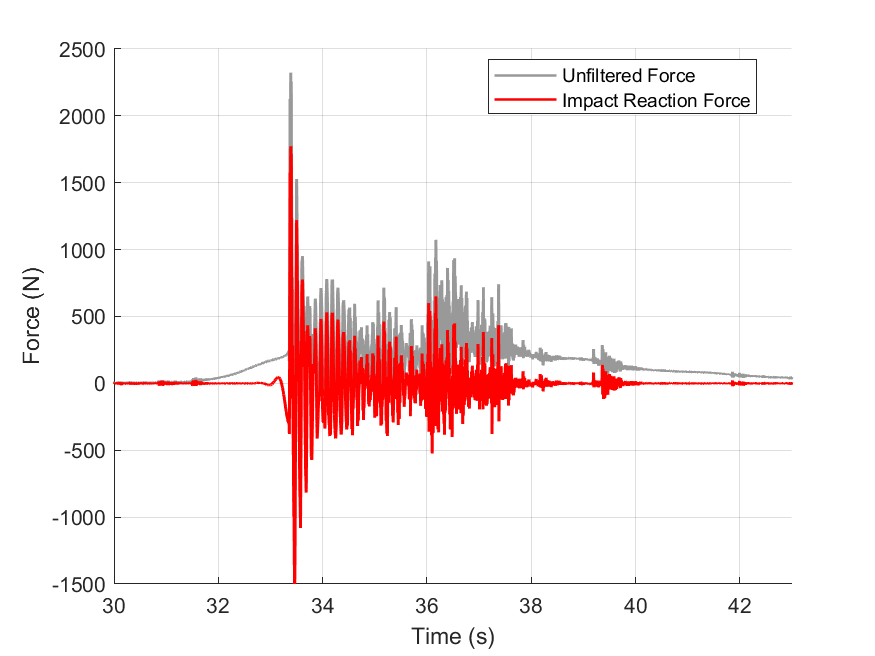 2500
2000
1500
1000
500
0
-500
-1000
-1500
Force (N)
30 32 34 36 38 40 42
Time (s)
Unfiltered Force
Impact Reaction Force